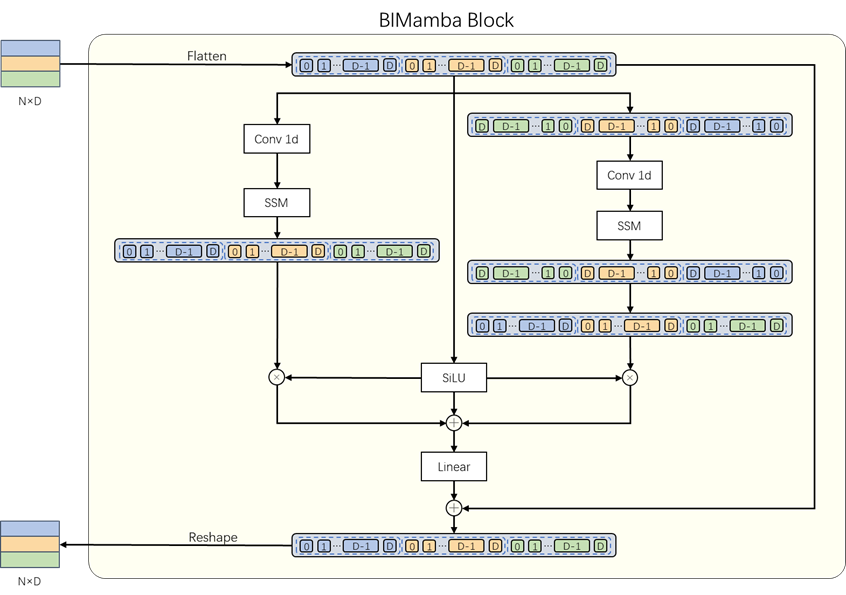 BIMamba Block
Flatten
N×D
0 1 ··· D-1 D 0 1 ··· D-1 D 0 1 ··· D-1 D
Conv 1d
D D-1 ··· 1 0 D D-1 ··· 1 0 D D-1 ··· 1 0
Conv 1d
SSM
SSM
0 1 ··· D-1 D 0 1 ··· D-1 D 0 1 ··· D-1 D
D D-1 ··· 1 0 D D-1 ··· 1 0 D D-1 ··· 1 0
0 1 ··· D-1 D 0 1 ··· D-1 D 0 1 ··· D-1 D
× SiLU ×
+
Linear
+
Reshape
0 1 ··· D-1 D 0 1 ··· D-1 D 0 1 ··· D-1 D
N×D